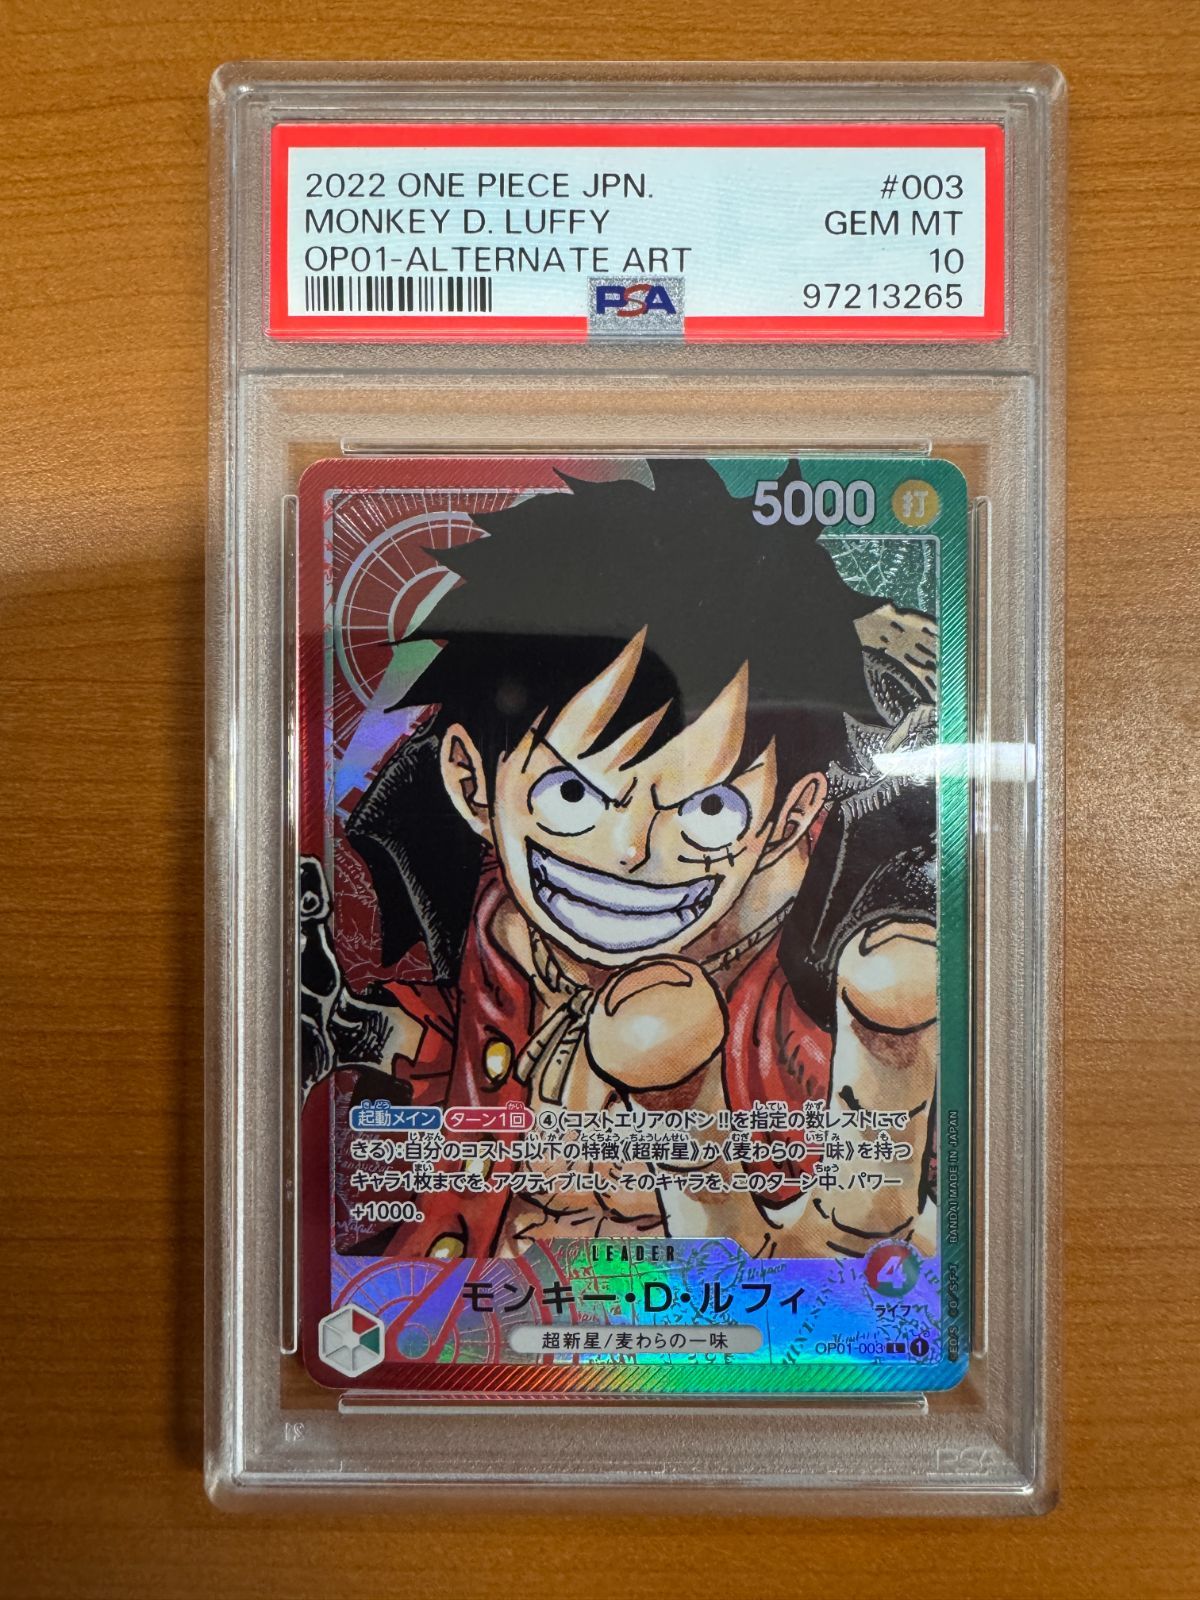 2022 ONE PIECE JPN. #003
MONKEY D. LUFFY GEM MT
OP01-ALTERNATE ART 10
PSA 97213265
5000 打
起動メイン ターン1回 ④(コストエリアのドン!!を指定の数レストにで
きる):自分のコスト5以下の特徴《超新星》か《麦わらの一味》を持つ
キャラ1枚までを、アクティブにし、そのキャラを、このターン中、パワー
+1000。
LEADER
モンキー・D・ルフィ
4
ライフ
超新星/麦わらの一味
OP01-003 L 1
BANDAI MADE IN JAPAN
PSA